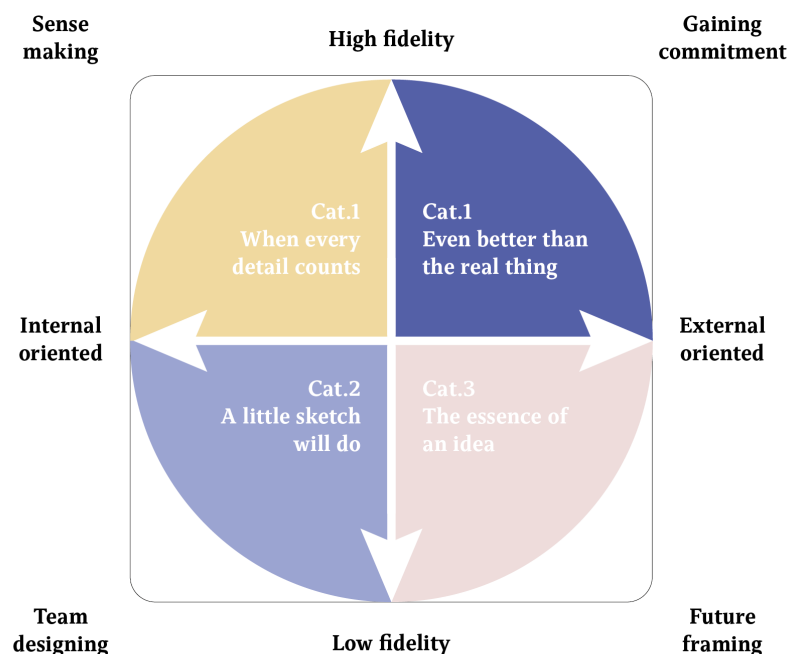 Sense
making
High fidelity
Gaining
commitment
Cat.1
When every
detail counts
Cat.1
Even better than
the real thing
Internal
oriented
External
oriented
Cat.2
A little sketch
will do
Cat.3
The essence of
an idea
Team
designing
Low fidelity
Future
framing